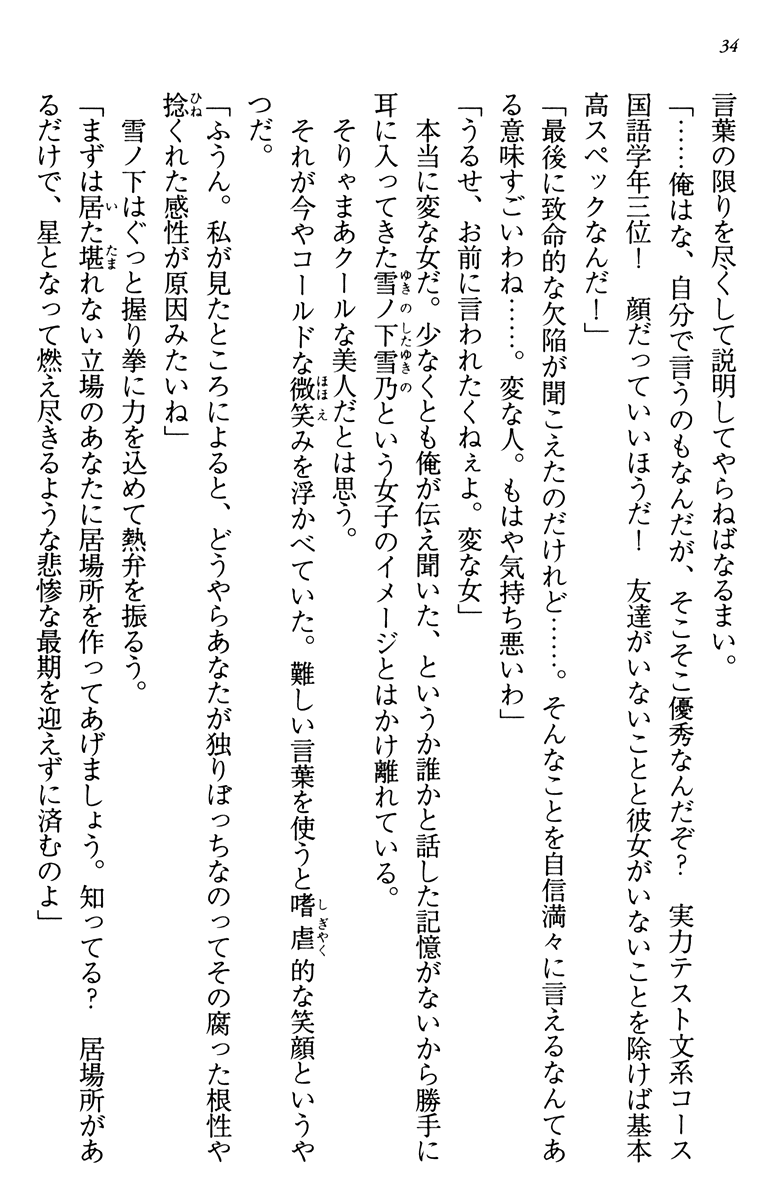 34
言葉の限りを尽くして説明してやらねばなるまい。
「……俺はな、自分で言うのもなんだが、そこそこ優秀なんだぞ？　実力テスト文系コース
国語学年三位！　顔だっていいほうだ！　友達がいないことと彼女がいないことを除けば基本
高スペックなんだ！」
「最後に致命的な欠陥が聞こえたのだけれど……。そんなことを自信満々に言えるなんてあ
る意味すごいわね……。変な人。もはや気持ち悪いわ」
「うるせ、お前に言われたくねぇよ。変な女」
　本当に変な女だ。少なくとも俺が伝え聞いた、というか誰かと話した記憶がないから勝手に
耳に入ってきた雪ノ下雪乃という女子のイメージとはかけ離れている。
　そりゃまあクールな美人だとは思う。
　それが今やコールドな微笑みを浮かべていた。難しい言葉を使うと嗜虐的な笑顔というや
つだ。
「ふうん。私が見たところによると、どうやらあなたが独りぼっちなのってその腐った根性や
捻くれた感性が原因みたいね」
　雪ノ下はぐっと握り拳に力を込めて熱弁を振るう。
「まずは居た堪れない立場のあなたに居場所を作ってあげましょう。知ってる？　居場所があ
るだけで、星となって燃え尽きるような悲惨な最期を迎えずに済むのよ」